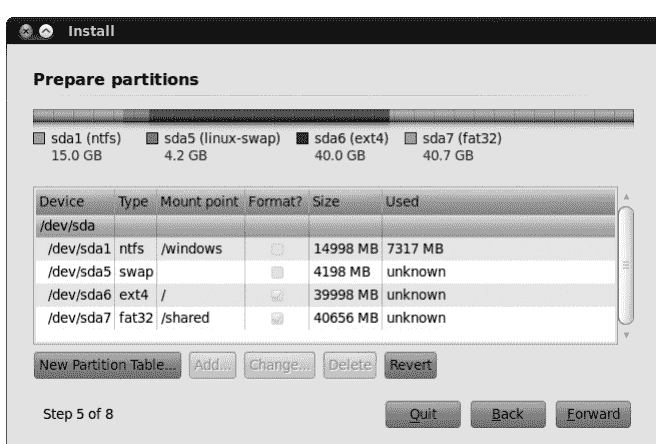 Install
Prepare partitions
sda1 (ntfs) sda5 (linux-swap) sda6 (ext4) sda7 (fat32)
15.0 GB 4.2 GB 40.0 GB 40.7 GB
Device Type Mount point Format? Size Used
/dev/sda
/dev/sda1 ntfs /windows 14998 MB 7317 MB
/dev/sda5 swap 4198 MB unknown
/dev/sda6 ext4 / 39998 MB unknown
/dev/sda7 fat32 /shared 40656 MB unknown
New Partition Table... Add... Change... Delete Revert
Step 5 of 8 Quit Back Forward